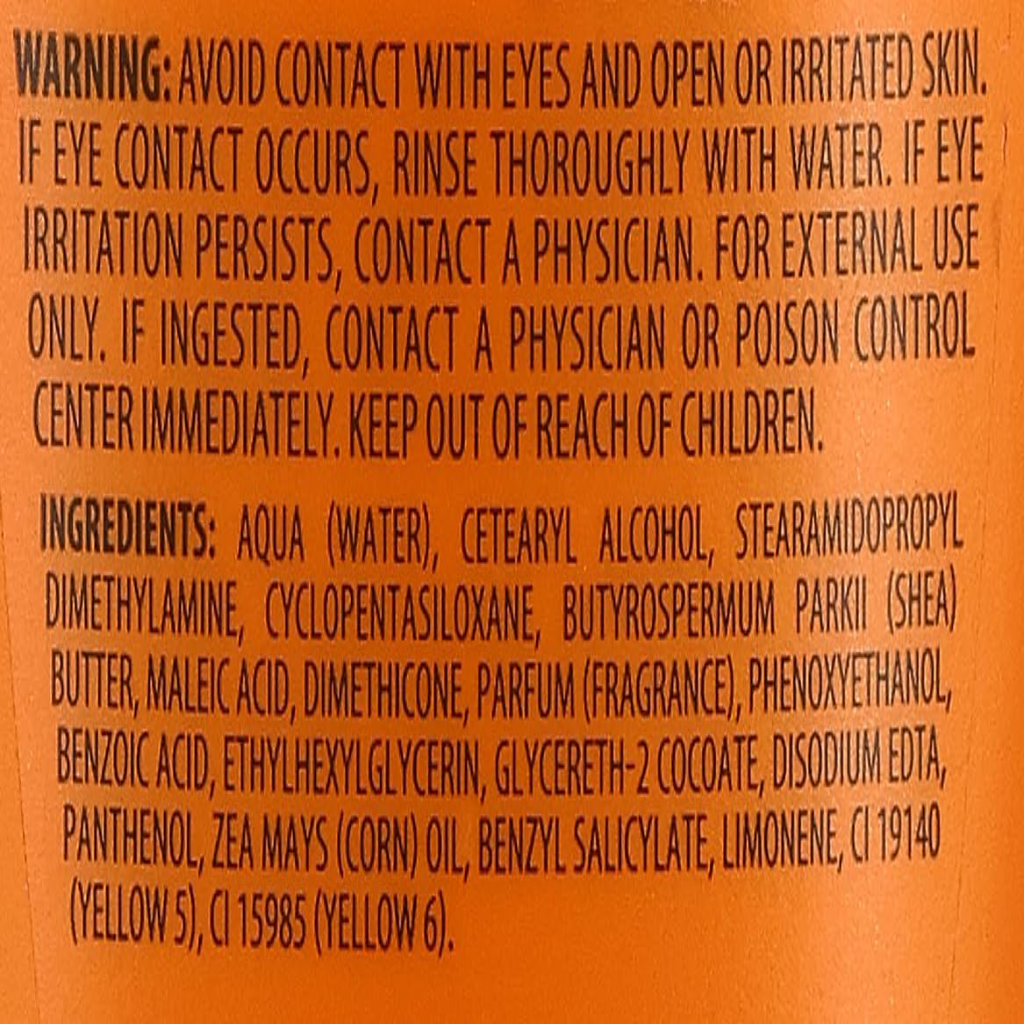 WARNING: AVOID CONTACT WITH EYES AND OPEN OR IRRITATED SKIN.
IF EYE CONTACT OCCURS, RINSE THOROUGHLY WITH WATER. IF EYE
IRRITATION PERSISTS, CONTACT A PHYSICIAN. FOR EXTERNAL USE
ONLY. IF INGESTED, CONTACT A PHYSICIAN OR POISON CONTROL
CENTER IMMEDIATELY. KEEP OUT OF REACH OF CHILDREN.
INGREDIENTS: AQUA (WATER), CETEARYL ALCOHOL, STEARAMIDOPROPYL
DIMETHYLAMINE, CYCLOPENTASILOXANE, BUTYROSPERMUM PARKII (SHEA)
BUTTER, MALEIC ACID, DIMETHICONE, PARFUM (FRAGRANCE), PHENOXYETHANOL,
BENZOIC ACID, ETHYLHEXYLGLYCERIN, GLYCERETH-2 COCOATE, DISODIUM EDTA,
PANTHENOL, ZEA MAYS (CORN) OIL, BENZYL SALICYLATE, LIMONENE, CI 19140
(YELLOW 5), CI 15985 (YELLOW 6).